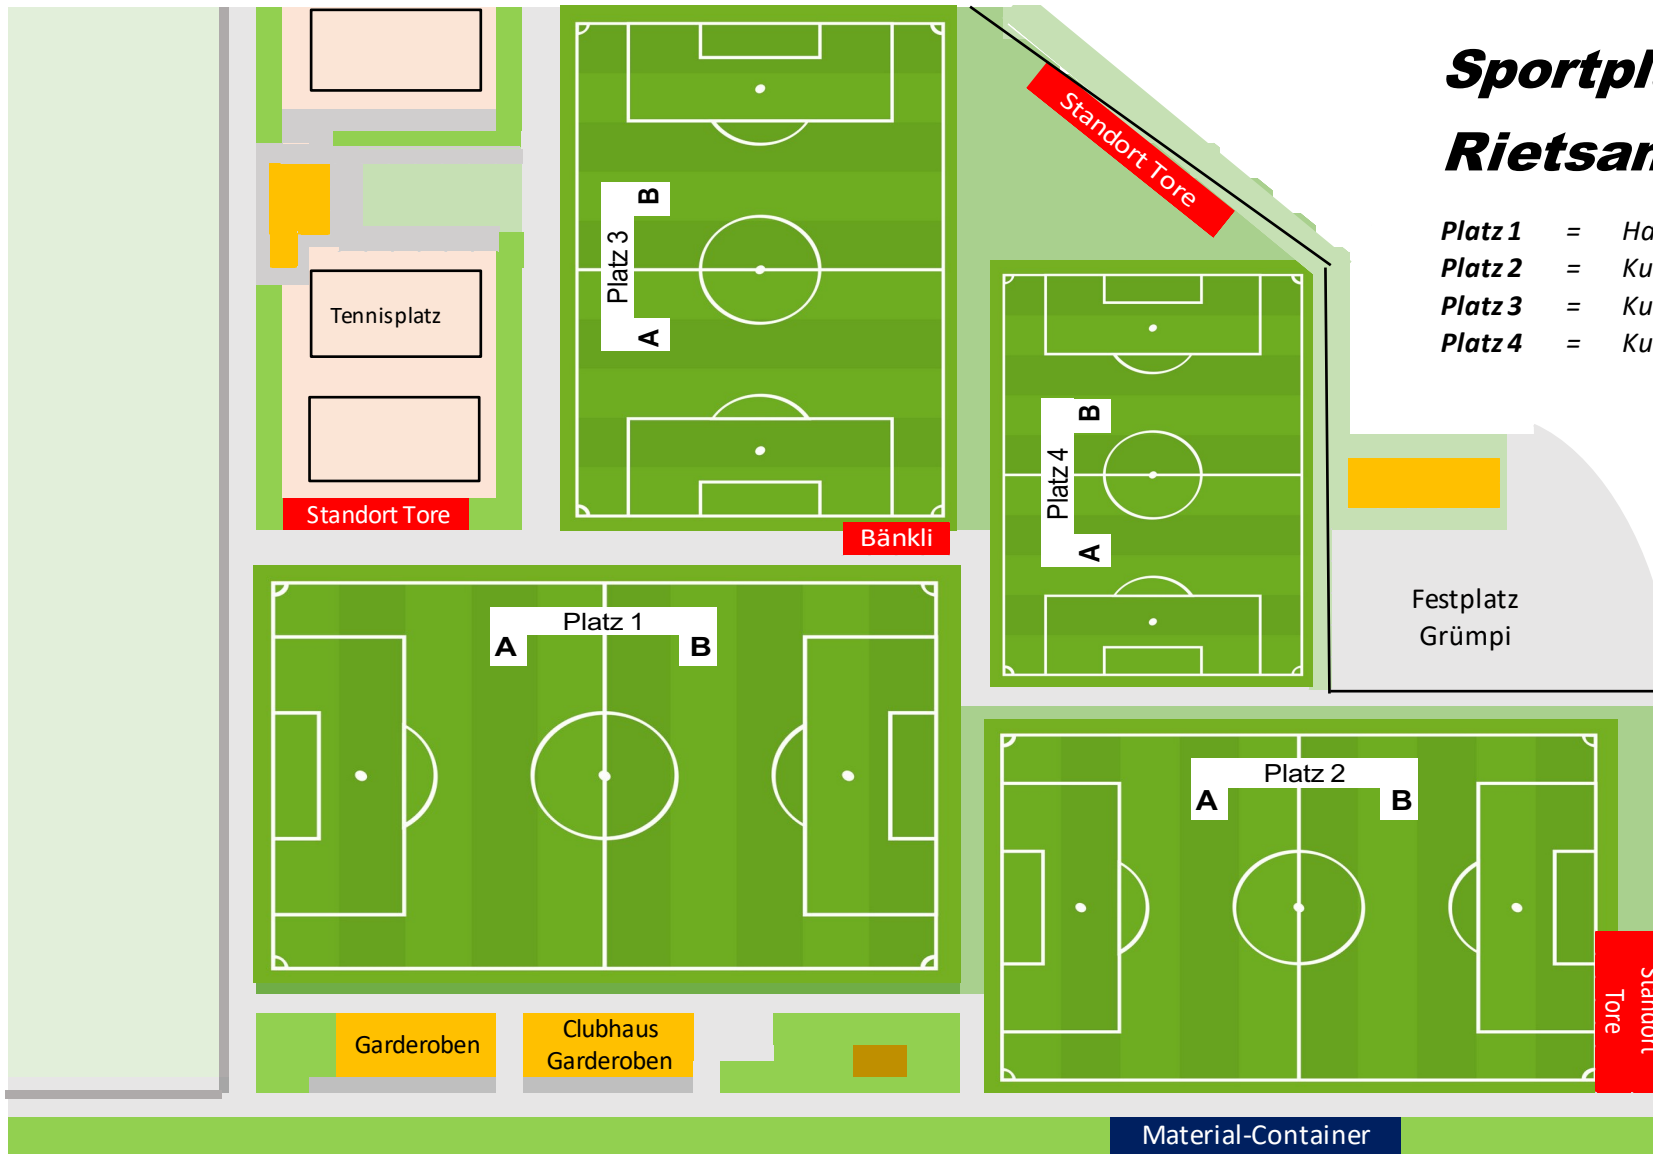 Sportpl
Rietsan
Platz 1 = Ha
Platz 2 = Ku
Platz 3 = Ku
Platz 4 = Ku
Standort Tore
B
Platz 3
A
Tennisplatz
Standort Tore
Bänkli
B
Platz 4
A
Festplatz
Grümpi
Platz 1
A B
Platz 2
A B
Standort
Tore
Garderoben
Clubhaus
Garderoben
Material-Container